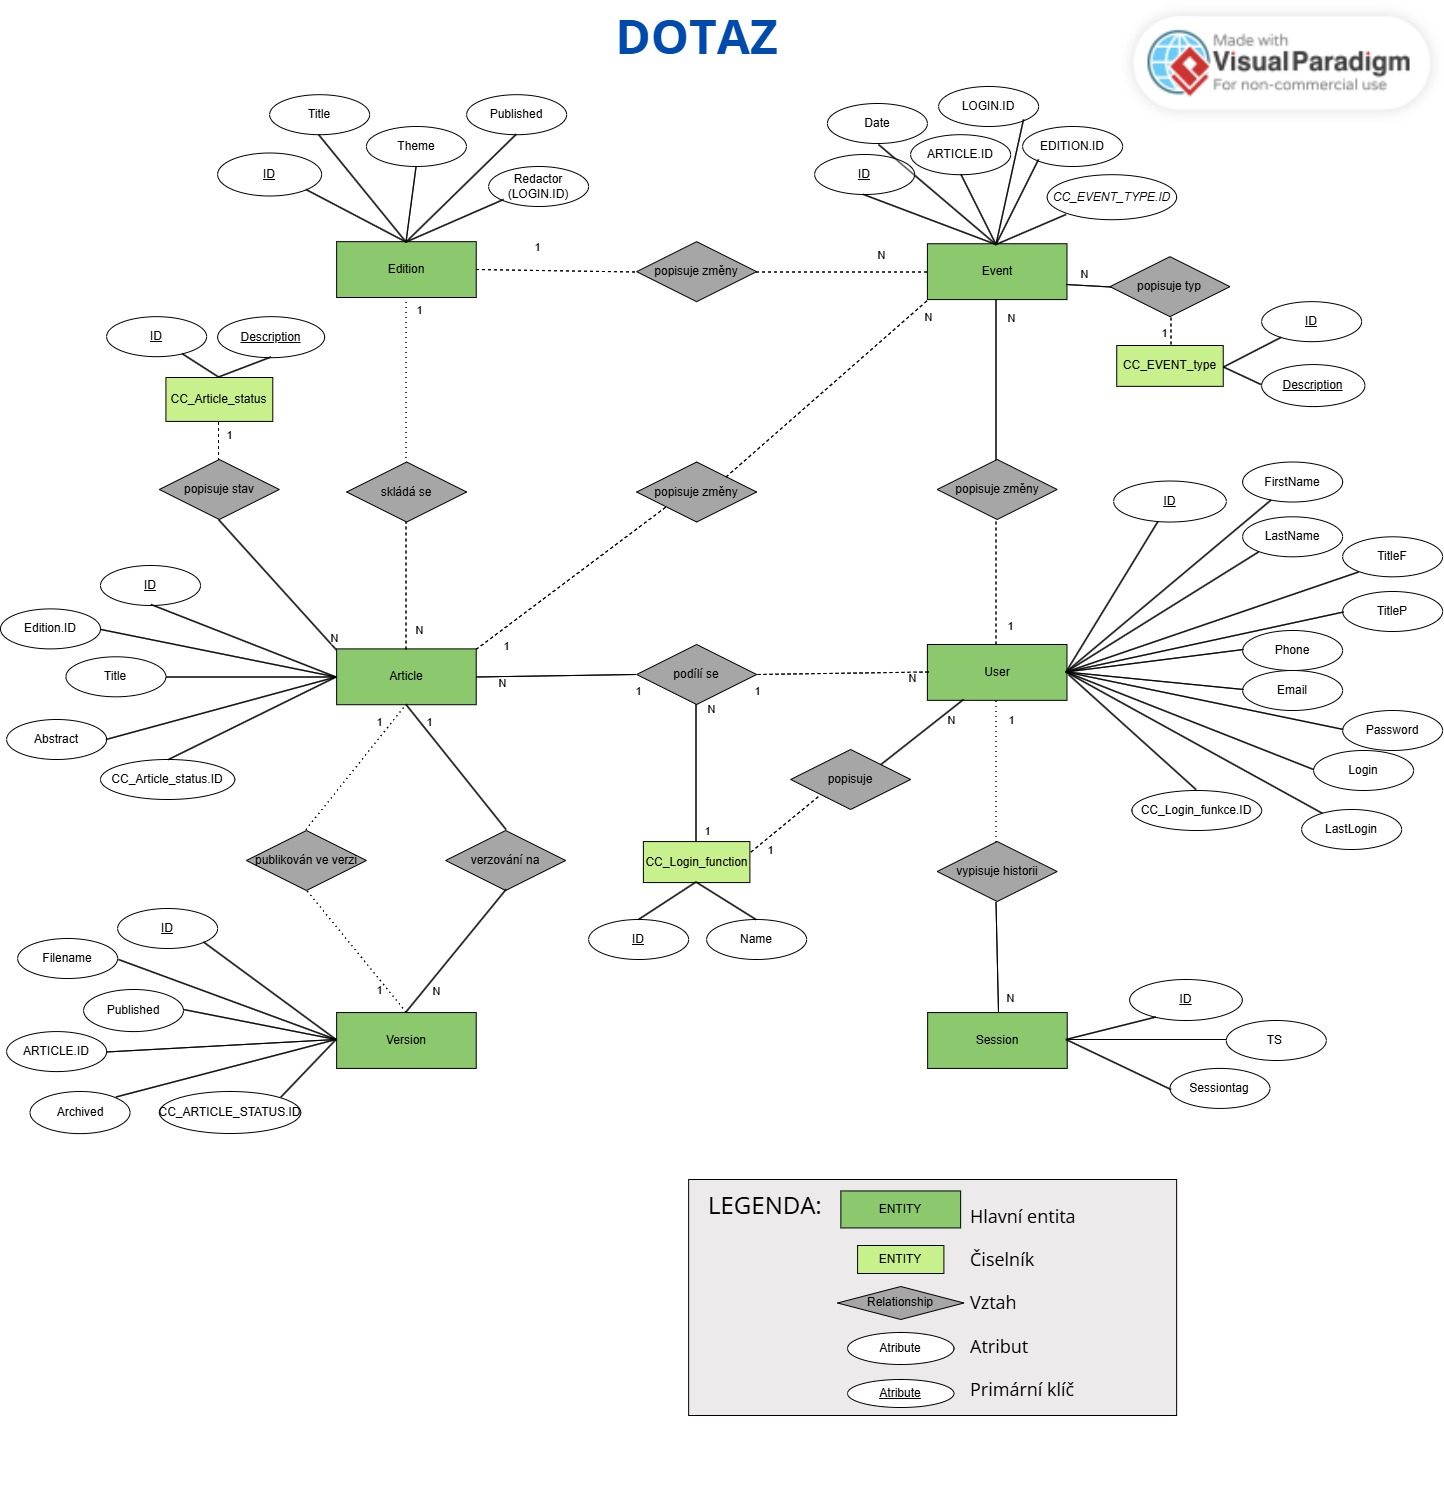 DOTAZ
Made with
VisualParadigm
For non-commercial use
Title
Published
Theme
ID
Redactor
(LOGIN.ID)
Edition
1
popisuje změny
N
Date
LOGIN.ID
ARTICLE.ID
EDITION.ID
ID
CC_EVENT_TYPE.ID
Event
N
popisuje typ
1
CC_EVENT_type
ID
Description
1
N
N
ID
Description
CC_Article_status
1
popisuje stav
skládá se
popisuje změny
popisuje změny
ID
FirstName
LastName
TitleF
TitleP
Phone
Email
Password
Login
LastLogin
CC_Login_funkce.ID
ID
Edition.ID
Title
Abstract
CC_Article_status.ID
N
N
1
Article
N
1
podílí se
1
N
N
1
User
1
1
1
N
popisuje
publikován ve verzi
verzování na
1
CC_Login_function
1
vypisuje historii
ID
Name
ID
Filename
Published
ARTICLE.ID
Archived
CC_ARTICLE_STATUS.ID
1
N
Version
N
Session
ID
TS
Sessiontag
LEGENDA:
ENTITY
Hlavní entita
ENTITY
Čiselník
Relationship
Vztah
Atribute
Atribut
Atribute
Primární klíč